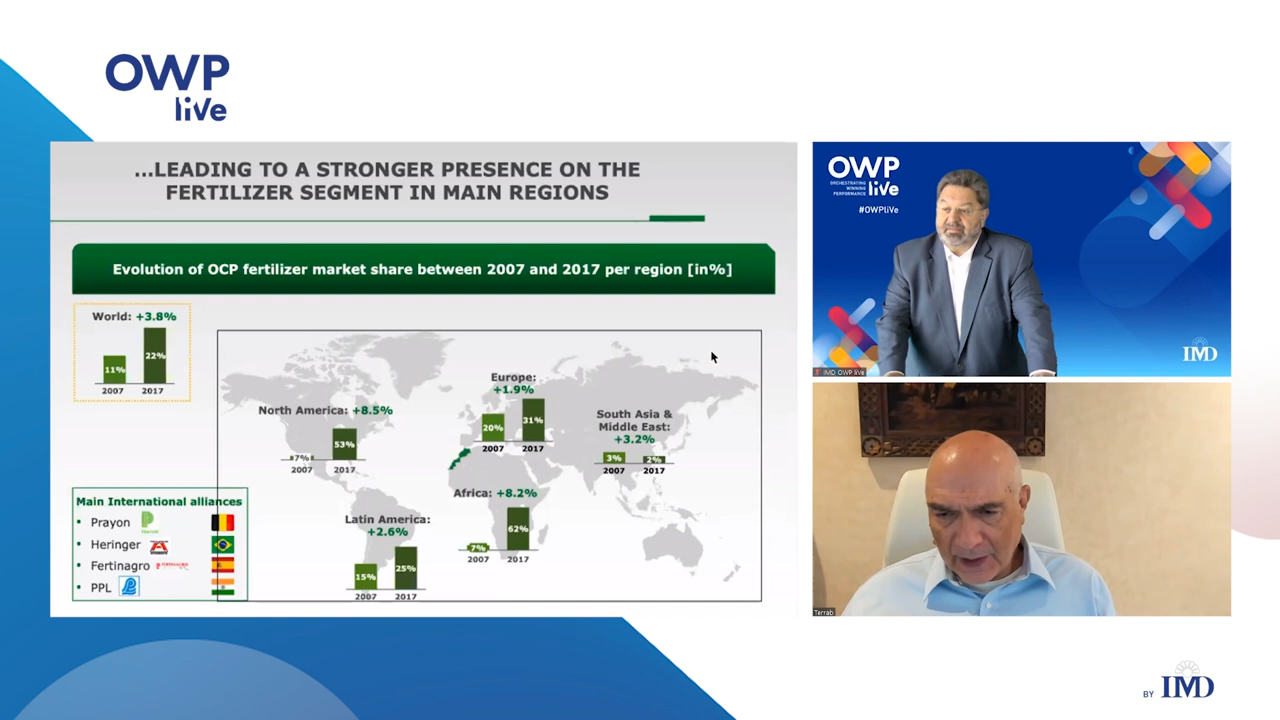 OWP
liVe
...LEADING TO A STRONGER PRESENCE ON THE
FERTILIZER SEGMENT IN MAIN REGIONS
Evolution of OCP fertilizer market share between 2007 and 2017 per region [in%]
World: +3.8%
11%
22%
2007 2017
North America: +8.5%
7%
53%
2007 2017
Europe:
+1.9%
20%
31%
2007 2017
South Asia &
Middle East:
+3.2%
3%
2%
2007 2017
Africa: +8.2%
7%
62%
2007 2017
Latin America:
+2.6%
15%
25%
2007 2017
Main International alliances
• Prayon
• Heringer
• Fertinagro
• PPL
OWP
ORCHESTRATING
WINNING
PERFORMANCE
liVe
#OWPliVe
IMD
IMD OWP live
Terrab
BY IMD